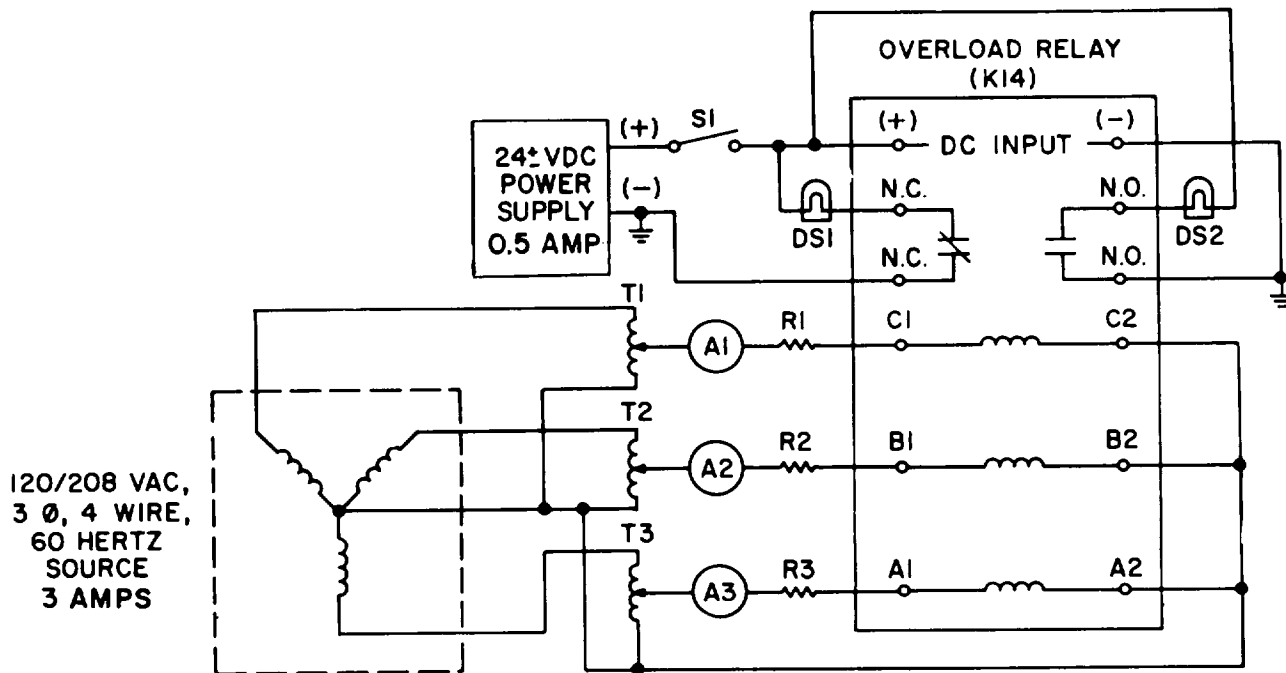 OVERLOAD RELAY
(K14)
S1
(+)
24± VDC
POWER
SUPPLY
0.5 AMP
(-)
(+)
DC INPUT
(-)
N.C.
N.O.
DS1
DS2
N.C.
N.O.
T1
A1
R1
C1
C2
T2
A2
R2
B1
B2
120/208 VAC,
3 Ø, 4 WIRE,
60 HERTZ
SOURCE
3 AMPS
T3
A3
R3
A1
A2